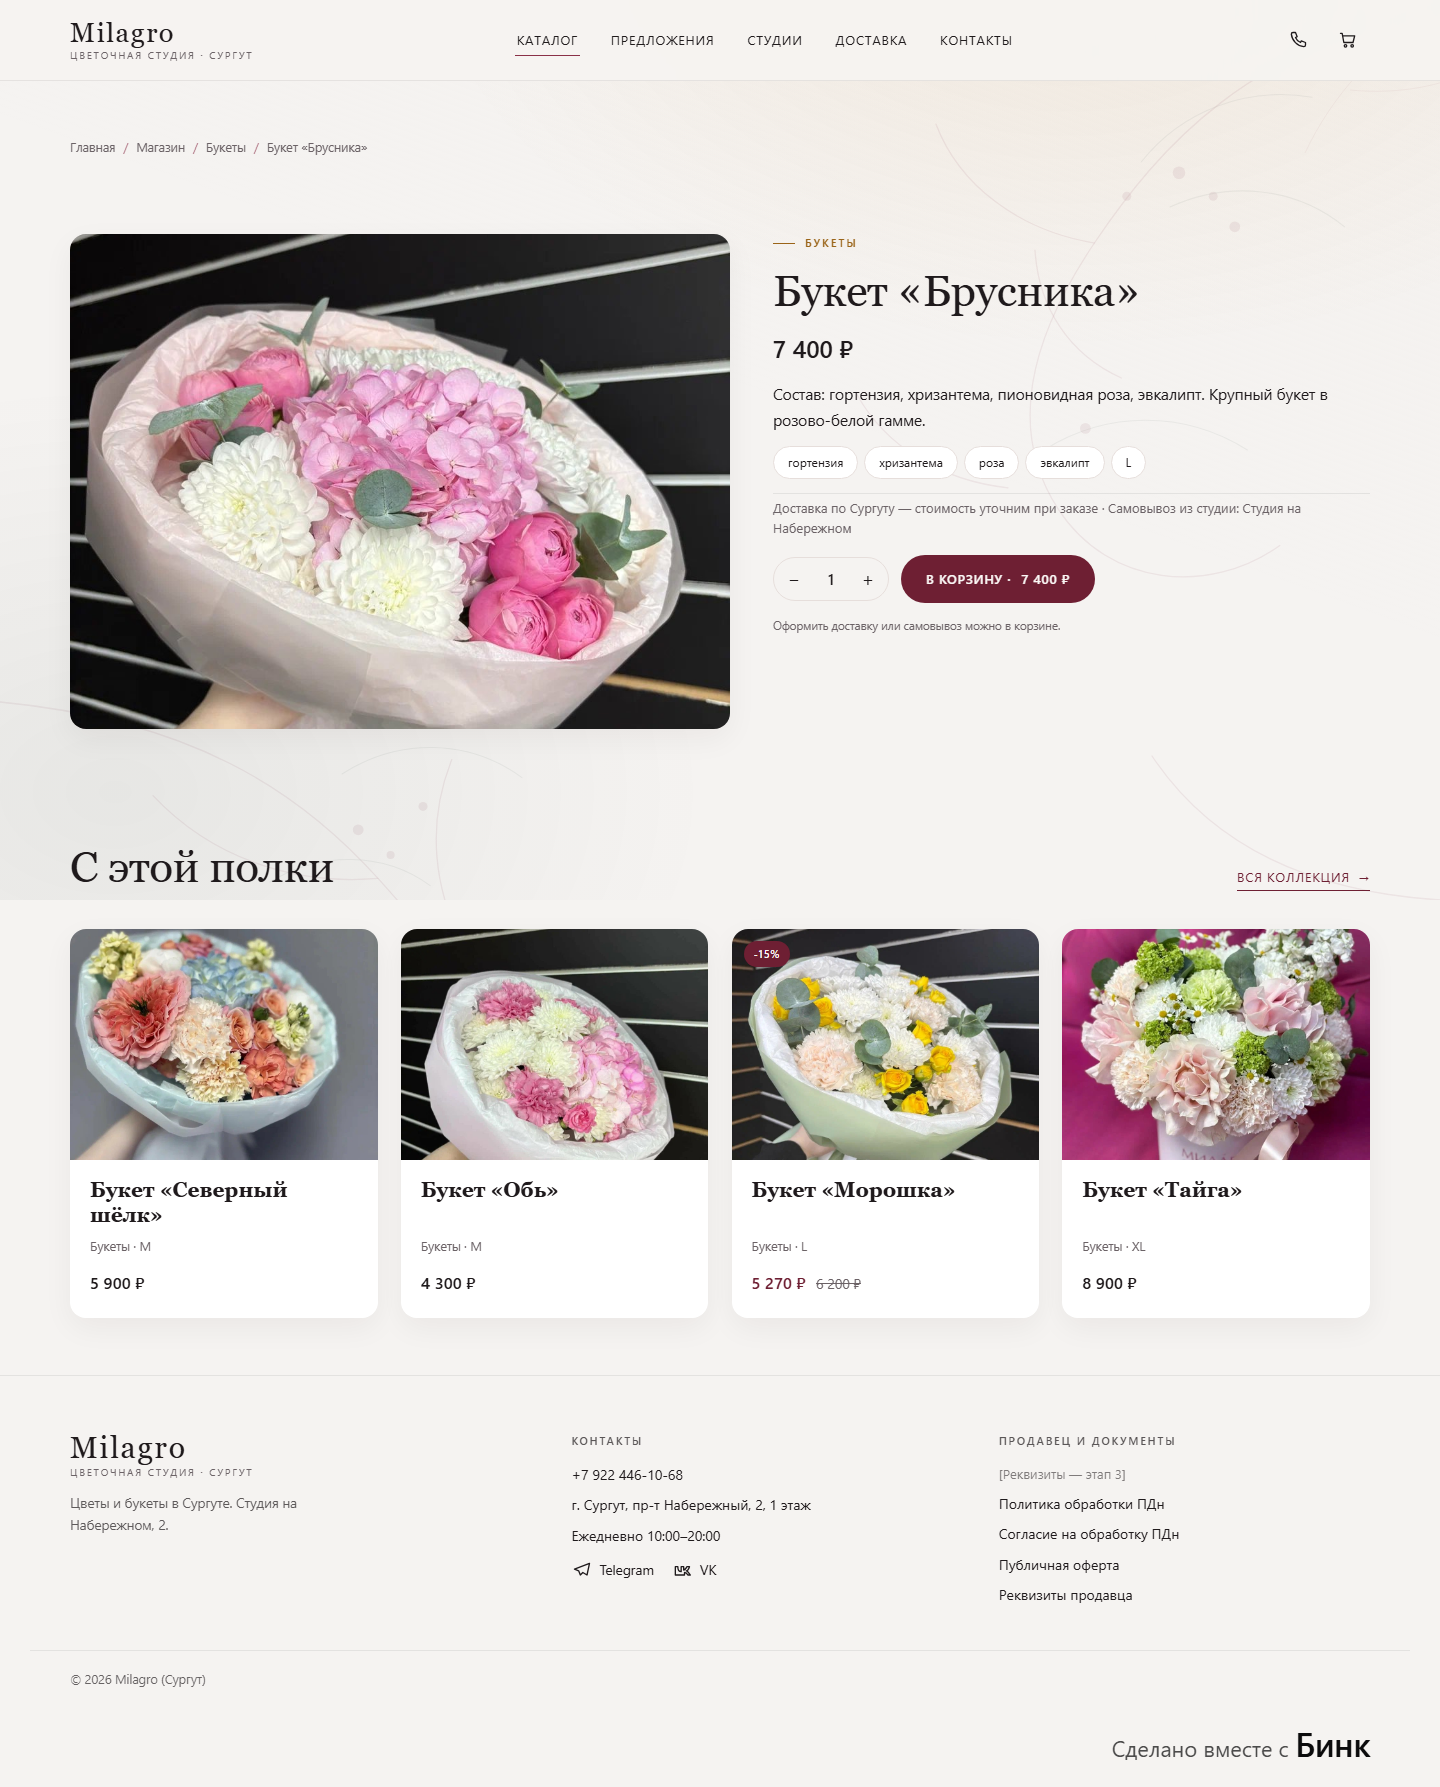 Milagro
ЦВЕТОЧНАЯ СТУДИЯ · СУРГУТ
КАТАЛОГ
ПРЕДЛОЖЕНИЯ
СТУДИИ
ДОСТАВКА
КОНТАКТЫ
Главная / Магазин / Букеты / Букет «Брусника»
БУКЕТЫ
Букет «Брусника»
7 400 ₽
Состав: гортензия, хризантема, пионовидная роза, эвкалипт. Крупный букет в
розово-белой гамме.
гортензия
хризантема
роза
эвкалипт
L
Доставка по Сургуту — стоимость уточним при заказе · Самовывоз из студии: Студия на
Набережном
− 1 +
В КОРЗИНУ · 7 400 ₽
Оформить доставку или самовывоз можно в корзине.
С этой полки
ВСЯ КОЛЛЕКЦИЯ →
Букет «Северный
шёлк»
Букеты · M
5 900 ₽
Букет «Обь»
Букеты · M
4 300 ₽
-15%
Букет «Морошка»
Букеты · L
5 270 ₽ 6 200 ₽
Букет «Тайга»
Букеты · XL
8 900 ₽
Milagro
ЦВЕТОЧНАЯ СТУДИЯ · СУРГУТ
Цветы и букеты в Сургуте. Студия на
Набережном, 2.
КОНТАКТЫ
+7 922 446-10-68
г. Сургут, пр-т Набережный, 2, 1 этаж
Ежедневно 10:00–20:00
Telegram
VK
ПРОДАВЕЦ И ДОКУМЕНТЫ
[Реквизиты — этап 3]
Политика обработки ПДн
Согласие на обработку ПДн
Публичная оферта
Реквизиты продавца
© 2026 Milagro (Сургут)
Сделано вместе с Бинк